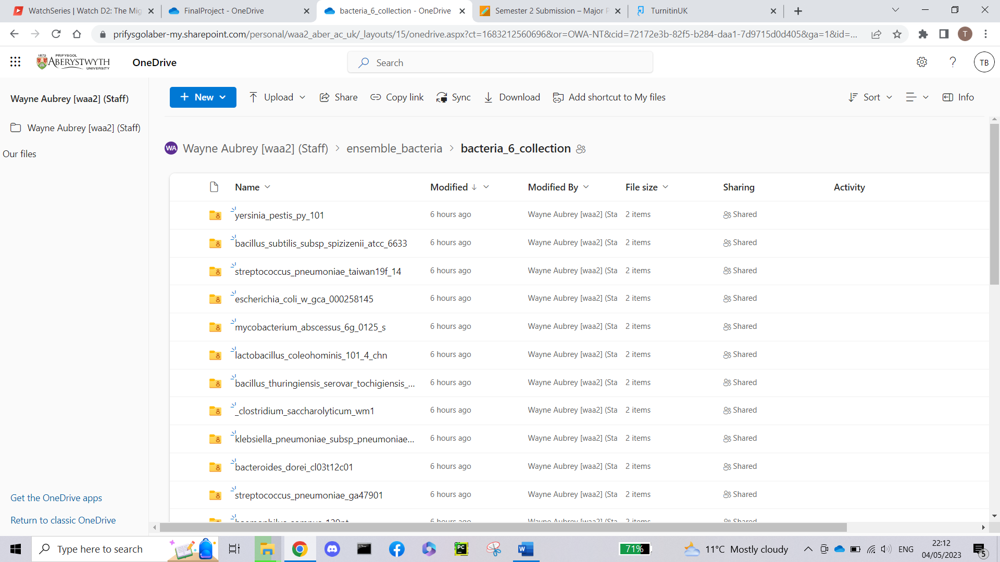 WatchSeries | Watch D2: The Mig
FinalProject - OneDrive
bacteria_6_collection - OneDrive
Semester 2 Submission – Major P
TurnitinUK
prifysgolaber-my.sharepoint.com/personal/waa2_aber_ac_uk/_layouts/15/onedrive.aspx?ct=1683212560696&or=OWA-NT&cid=72172e3b-82f5-b284-daa1-7d9715d0d405&ga=1&id=...
T
1872
PRIFYSGOL
ABERYSTWYTH
UNIVERSITY
OneDrive
Search
TB
Wayne Aubrey [waa2] (Staff)
Wayne Aubrey [waa2] (Staff)
Our files
New Upload Share Copy link Sync Download Add shortcut to My files Sort Info
WA Wayne Aubrey [waa2] (Staff) > ensemble_bacteria > bacteria_6_collection
Name Modified Modified By File size Sharing Activity
yersinia_pestis_py_101 6 hours ago Wayne Aubrey [waa2] (Sta 2 items Shared
bacillus_subtilis_subsp_spizizenii_atcc_6633 6 hours ago Wayne Aubrey [waa2] (Sta 2 items Shared
streptococcus_pneumoniae_taiwan19f_14 6 hours ago Wayne Aubrey [waa2] (Sta 2 items Shared
escherichia_coli_w_gca_000258145 6 hours ago Wayne Aubrey [waa2] (Sta 2 items Shared
mycobacterium_abscessus_6g_0125_s 6 hours ago Wayne Aubrey [waa2] (Sta 2 items Shared
lactobacillus_coleohominis_101_4_chn 6 hours ago Wayne Aubrey [waa2] (Sta 2 items Shared
bacillus_thuringiensis_serovar_tochigiensis_... 6 hours ago Wayne Aubrey [waa2] (Sta 2 items Shared
_clostridium_saccharolyticum_wm1 6 hours ago Wayne Aubrey [waa2] (Sta 2 items Shared
klebsiella_pneumoniae_subsp_pneumoniae... 6 hours ago Wayne Aubrey [waa2] (Sta 2 items Shared
bacteroides_dorei_cl03t12c01 6 hours ago Wayne Aubrey [waa2] (Sta 2 items Shared
streptococcus_pneumoniae_ga47901 6 hours ago Wayne Aubrey [waa2] (Sta 2 items Shared
6 hours ago Wayne Aubrey [waa2] (Sta 2 items Shared
Get the OneDrive apps
Return to classic OneDrive
Type here to search
PC
W
71%
11°C Mostly cloudy
ENG
22:12
04/05/2023
5